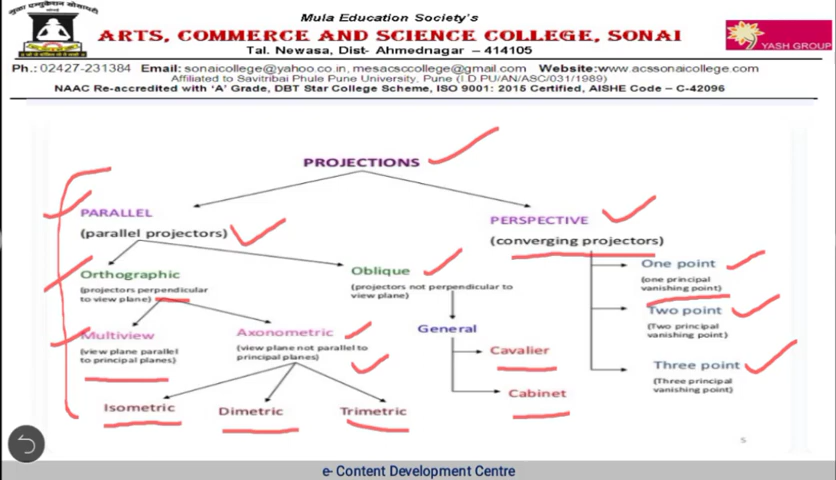 Mula Education Society's
ARTS, COMMERCE AND SCIENCE COLLEGE, SONAI
Tal. Newasa, Dist- Ahmednagar – 414105
YASH GROUP
Ph.: 02427-231384 Email: sonaicollege@yahoo.co.in, mesacsccollege@gmail.com Website:www.acssonaicollege.com
Affiliated to Savitribai Phule Pune University, Pune (I D PU/AN/ASC/031/1989)
NAAC Re-accredited with 'A' Grade, DBT Star College Scheme, ISO 9001: 2015 Certified, AISHE Code – C-42096
PROJECTIONS
PARALLEL
(parallel projectors)
PERSPECTIVE
(converging projectors)
Orthographic
(projectors perpendicular
to view plane)
Oblique
(projectors not perpendicular to
view plane)
One point
(one principal
vanishing point)
Two point
(Two principal
vanishing point)
Three point
(Three principal
vanishing point)
Multiview
(view plane parallel
to principal planes)
Axonometric
(view plane not parallel to
principal planes)
General
Cavalier
Cabinet
Isometric
Dimetric
Trimetric
5
e- Content Development Centre